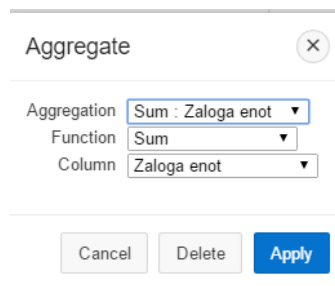 Aggregate
Aggregation Sum : Zaloga enot
Function Sum
Column Zaloga enot
Cancel Delete Apply